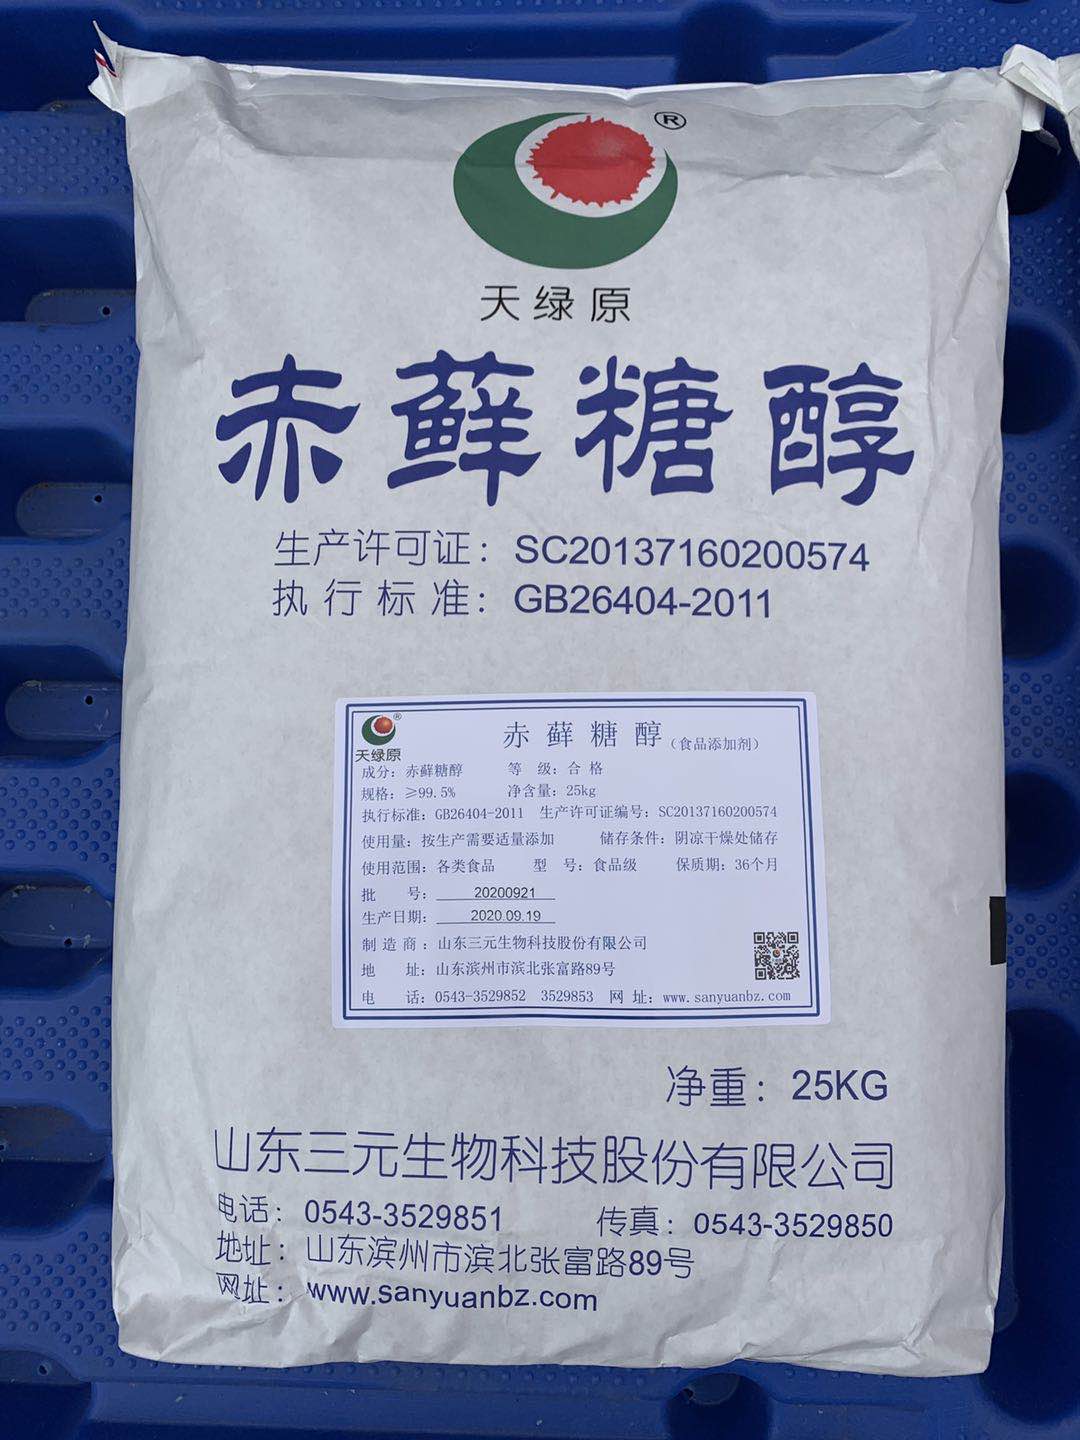 ®
天绿原
赤藓糖醇
生产许可证：SC20137160200574
执行标准：GB26404-2011
®
天绿原
赤藓糖醇（食品添加剂）
成分：赤藓糖醇 等 级：合 格
规格：≥99.5% 净含量：25kg
执行标准：GB26404-2011 生产许可证编号：SC20137160200574
使用量：按生产需要适量添加 储存条件：阴凉干燥处储存
使用范围：各类食品 型 号：食品级 保质期：36个月
批 号：20200921
生产日期：2020.09.19
制造商：山东三元生物科技股份有限公司
地 址：山东滨州市滨北张富路89号
电 话：0543-3529852 3529853 网 址：www.sanyuanbz.com
净重：25KG
山东三元生物科技股份有限公司
电话：0543-3529851 传真：0543-3529850
地址：山东滨州市滨北张富路89号
网址：www.sanyuanbz.com